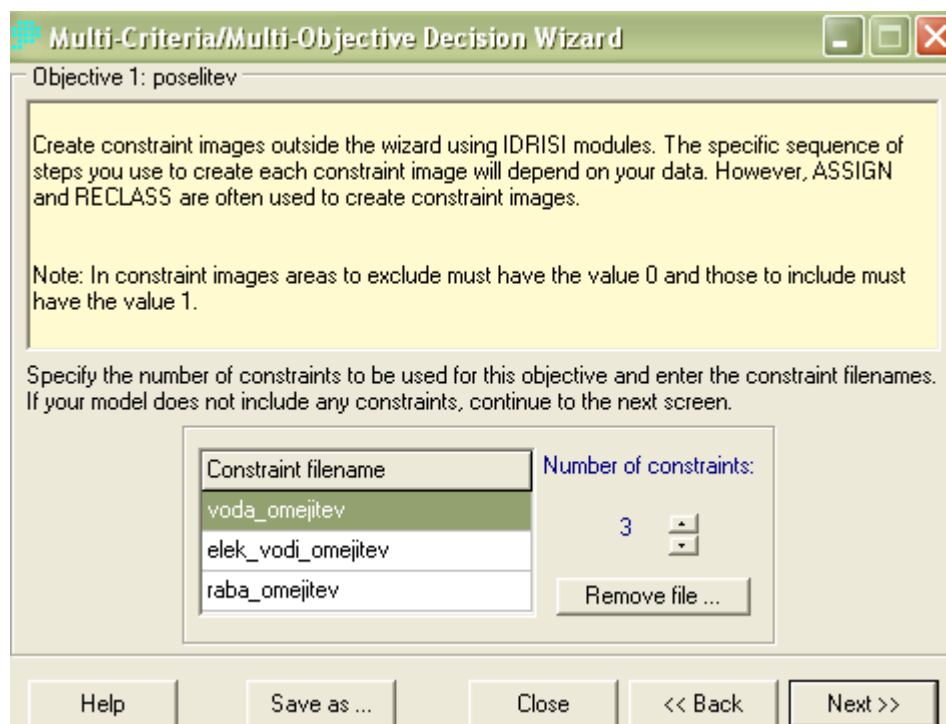 Multi-Criteria/Multi-Objective Decision Wizard
Objective 1: poselitev
Create constraint images outside the wizard using IDRISI modules. The specific sequence of
steps you use to create each constraint image will depend on your data. However, ASSIGN
and RECLASS are often used to create constraint images.
Note: In constraint images areas to exclude must have the value 0 and those to include must
have the value 1.
Specify the number of constraints to be used for this objective and enter the constraint filenames.
If your model does not include any constraints, continue to the next screen.
Constraint filename
voda_omejitev
elek_vodi_omejitev
raba_omejitev
Number of constraints:
3
Remove file ...
Help
Save as ...
Close
<< Back
Next >>